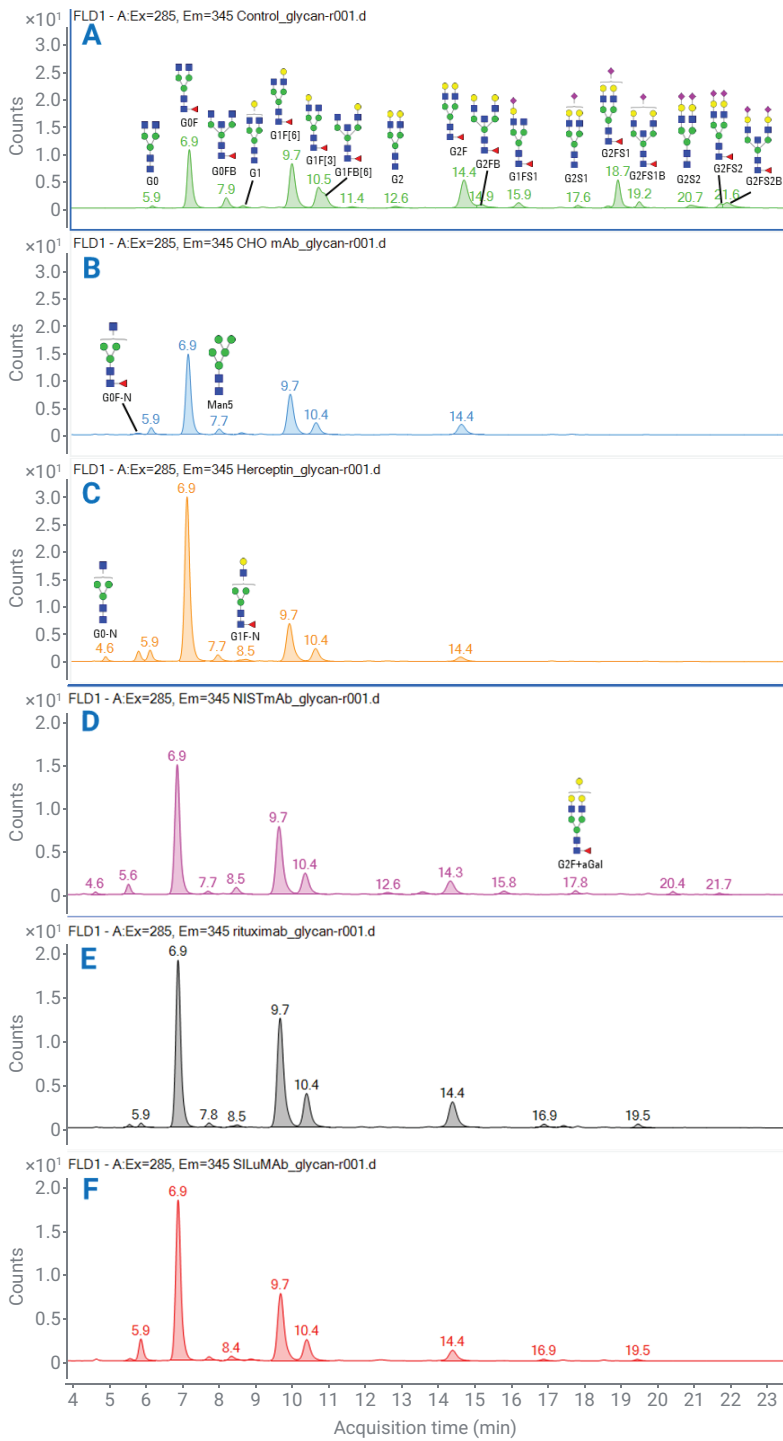 FLD1 - A:Ex=285, Em=345 Control_glycan-r001.d
×10¹
A
3.0
2.5
2.0
1.5
1.0
0.5
0
Counts
G0
G0F
G0FB
G1
G1F[6]
G1F[3]
G1FB[6]
G2
G2F
G2FB
G1FS1
G2S1
G2FS1
G2FS1B
G2S2
G2FS2
G2FS2B
5.9
6.9
7.9
9.7
10.5
11.4
12.6
14.4
14.9
15.9
17.6
18.7
19.2
20.7
21.6
FLD1 - A:Ex=285, Em=345 CHO mAb_glycan-r001.d
×10¹
B
3.0
2.5
2.0
1.5
1.0
0.5
0
Counts
G0F-N
Man5
5.9
6.9
7.7
9.7
10.4
14.4
FLD1 - A:Ex=285, Em=345 Herceptin_glycan-r001.d
×10¹
C
3.0
2.5
2.0
1.5
1.0
0.5
0
Counts
G0-N
G1F-N
4.6
5.9
6.9
7.7
8.5
9.7
10.4
14.4
FLD1 - A:Ex=285, Em=345 NISTmAb_glycan-r001.d
×10¹
D
2.0
1.5
1.0
0.5
0
Counts
G2F+aGal
4.6
5.6
6.9
7.7
8.5
9.7
10.4
12.6
14.3
15.8
17.8
20.4
21.7
FLD1 - A:Ex=285, Em=345 rituximab_glycan-r001.d
×10¹
E
2.0
1.5
1.0
0.5
0
Counts
5.9
6.9
7.8
8.5
9.7
10.4
14.4
16.9
19.5
FLD1 - A:Ex=285, Em=345 SILuMAb_glycan-r001.d
×10¹
F
2.0
1.5
1.0
0.5
0
Counts
5.9
6.9
8.4
9.7
10.4
14.4
16.9
19.5
4 5 6 7 8 9 10 11 12 13 14 15 16 17 18 19 20 21 22 23
Acquisition time (min)